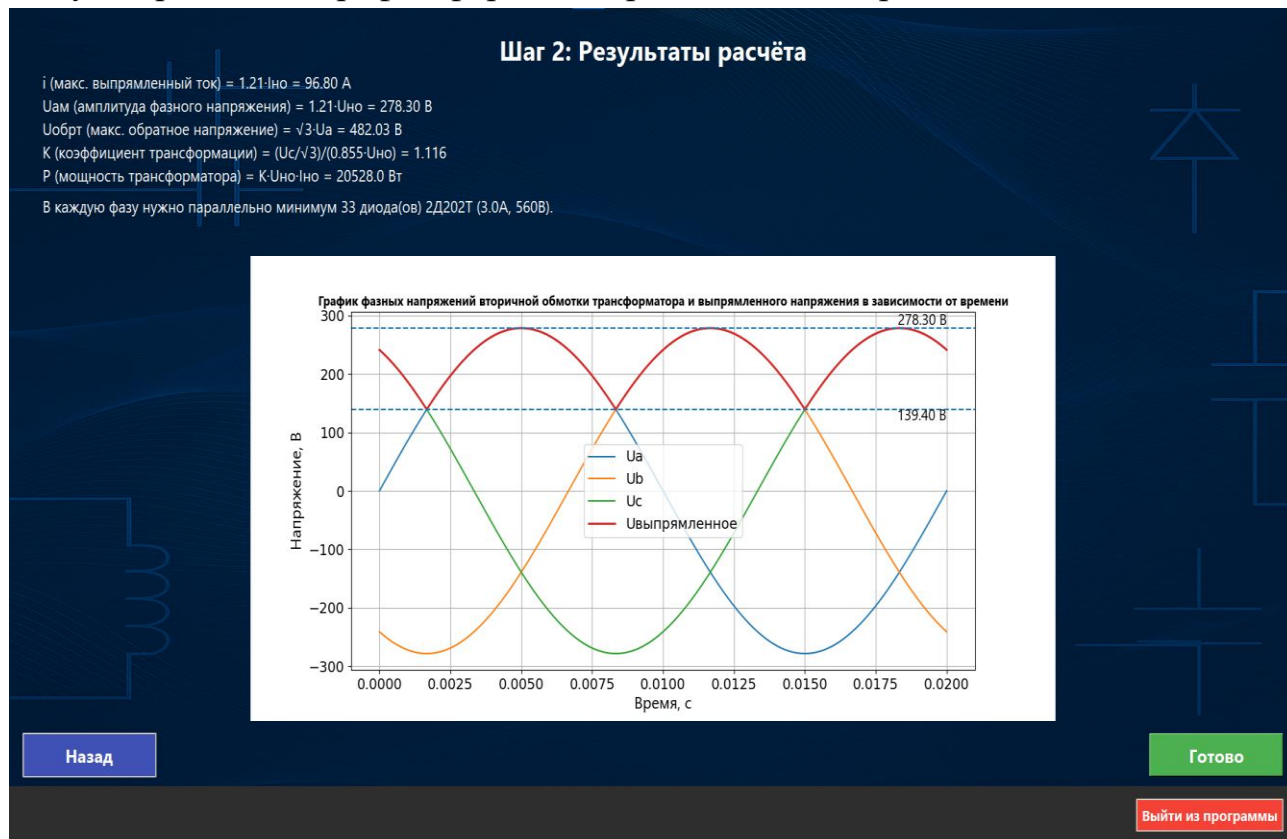 Шаг 2: Результаты расчёта
i (макс. выпрямленный ток) = 1.21·Iно = 96.80 А
Uам (амплитуда фазного напряжения) = 1.21·Uно = 278.30 В
Uобрт (макс. обратное напряжение) = √3·Ua = 482.03 В
К (коэффициент трансформации) = (Uc/√3)/(0.855·Uно) = 1.116
P (мощность трансформатора) = К·Uно·Iно = 20528.0 Вт
В каждую фазу нужно параллельно минимум 33 диода(ов) 2Д202Т (3.0А, 560В).
График фазных напряжений вторичной обмотки трансформатора и выпрямленного напряжения в зависимости от времени
278.30 В
139.40 В
300
200
100
0
−100
−200
−300
Напряжение, В
Ua
Ub
Uc
Uвыпрямленное
0.0000 0.0025 0.0050 0.0075 0.0100 0.0125 0.0150 0.0175 0.0200
Время, с
Назад
Готово
Выйти из программы